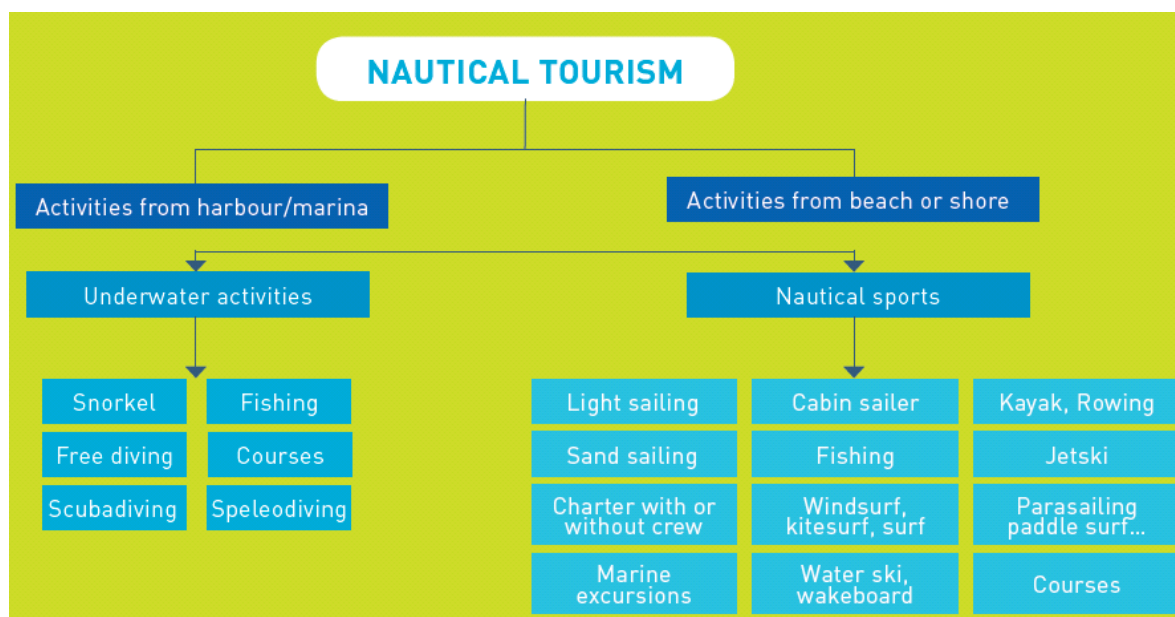 NAUTICAL TOURISM
Activities from harbour/marina
Activities from beach or shore
Underwater activities
Nautical sports
Snorkel
Fishing
Free diving
Courses
Scubadiving
Speleodiving
Light sailing
Cabin sailer
Kayak, Rowing
Sand sailing
Fishing
Jetski
Charter with or
without crew
Windsurf,
kitesurf, surf
Parasailing
paddle surf...
Marine
excursions
Water ski,
wakeboard
Courses